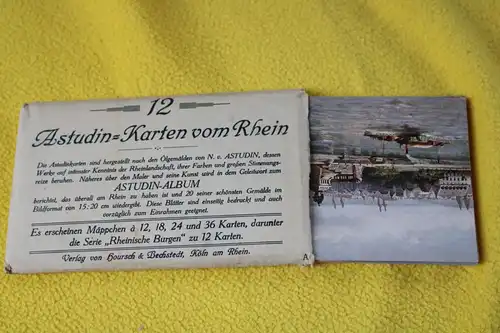 12
Astudin=Karten vom Rhein
Die Astudinkarten sind hergestellt nach den Ölgemälden von N. v. ASTUDIN, dessen
Werke auf intimster Kenntnis der Rheinlandschaft, ihrer Farben und großen Stimmungs-
reize beruhen. Näheres über den Maler und seine Kunst wird in dem Geleitwort zum
ASTUDIN-ALBUM
berichtet, das überall am Rhein zu haben ist und 20 seiner schönsten Gemälde im
Bildformat von 15:20 cm wiedergibt. Diese Blätter sind einseitig bedruckt und auch
vorzüglich zum Einrahmen geeignet.
Es erscheinen Mäppchen à 12, 18, 24 und 36 Karten, darunter
die Serie „Rheinische Burgen" zu 12 Karten.
Verlag von Hoursch & Bechstedt, Köln am Rhein.
A